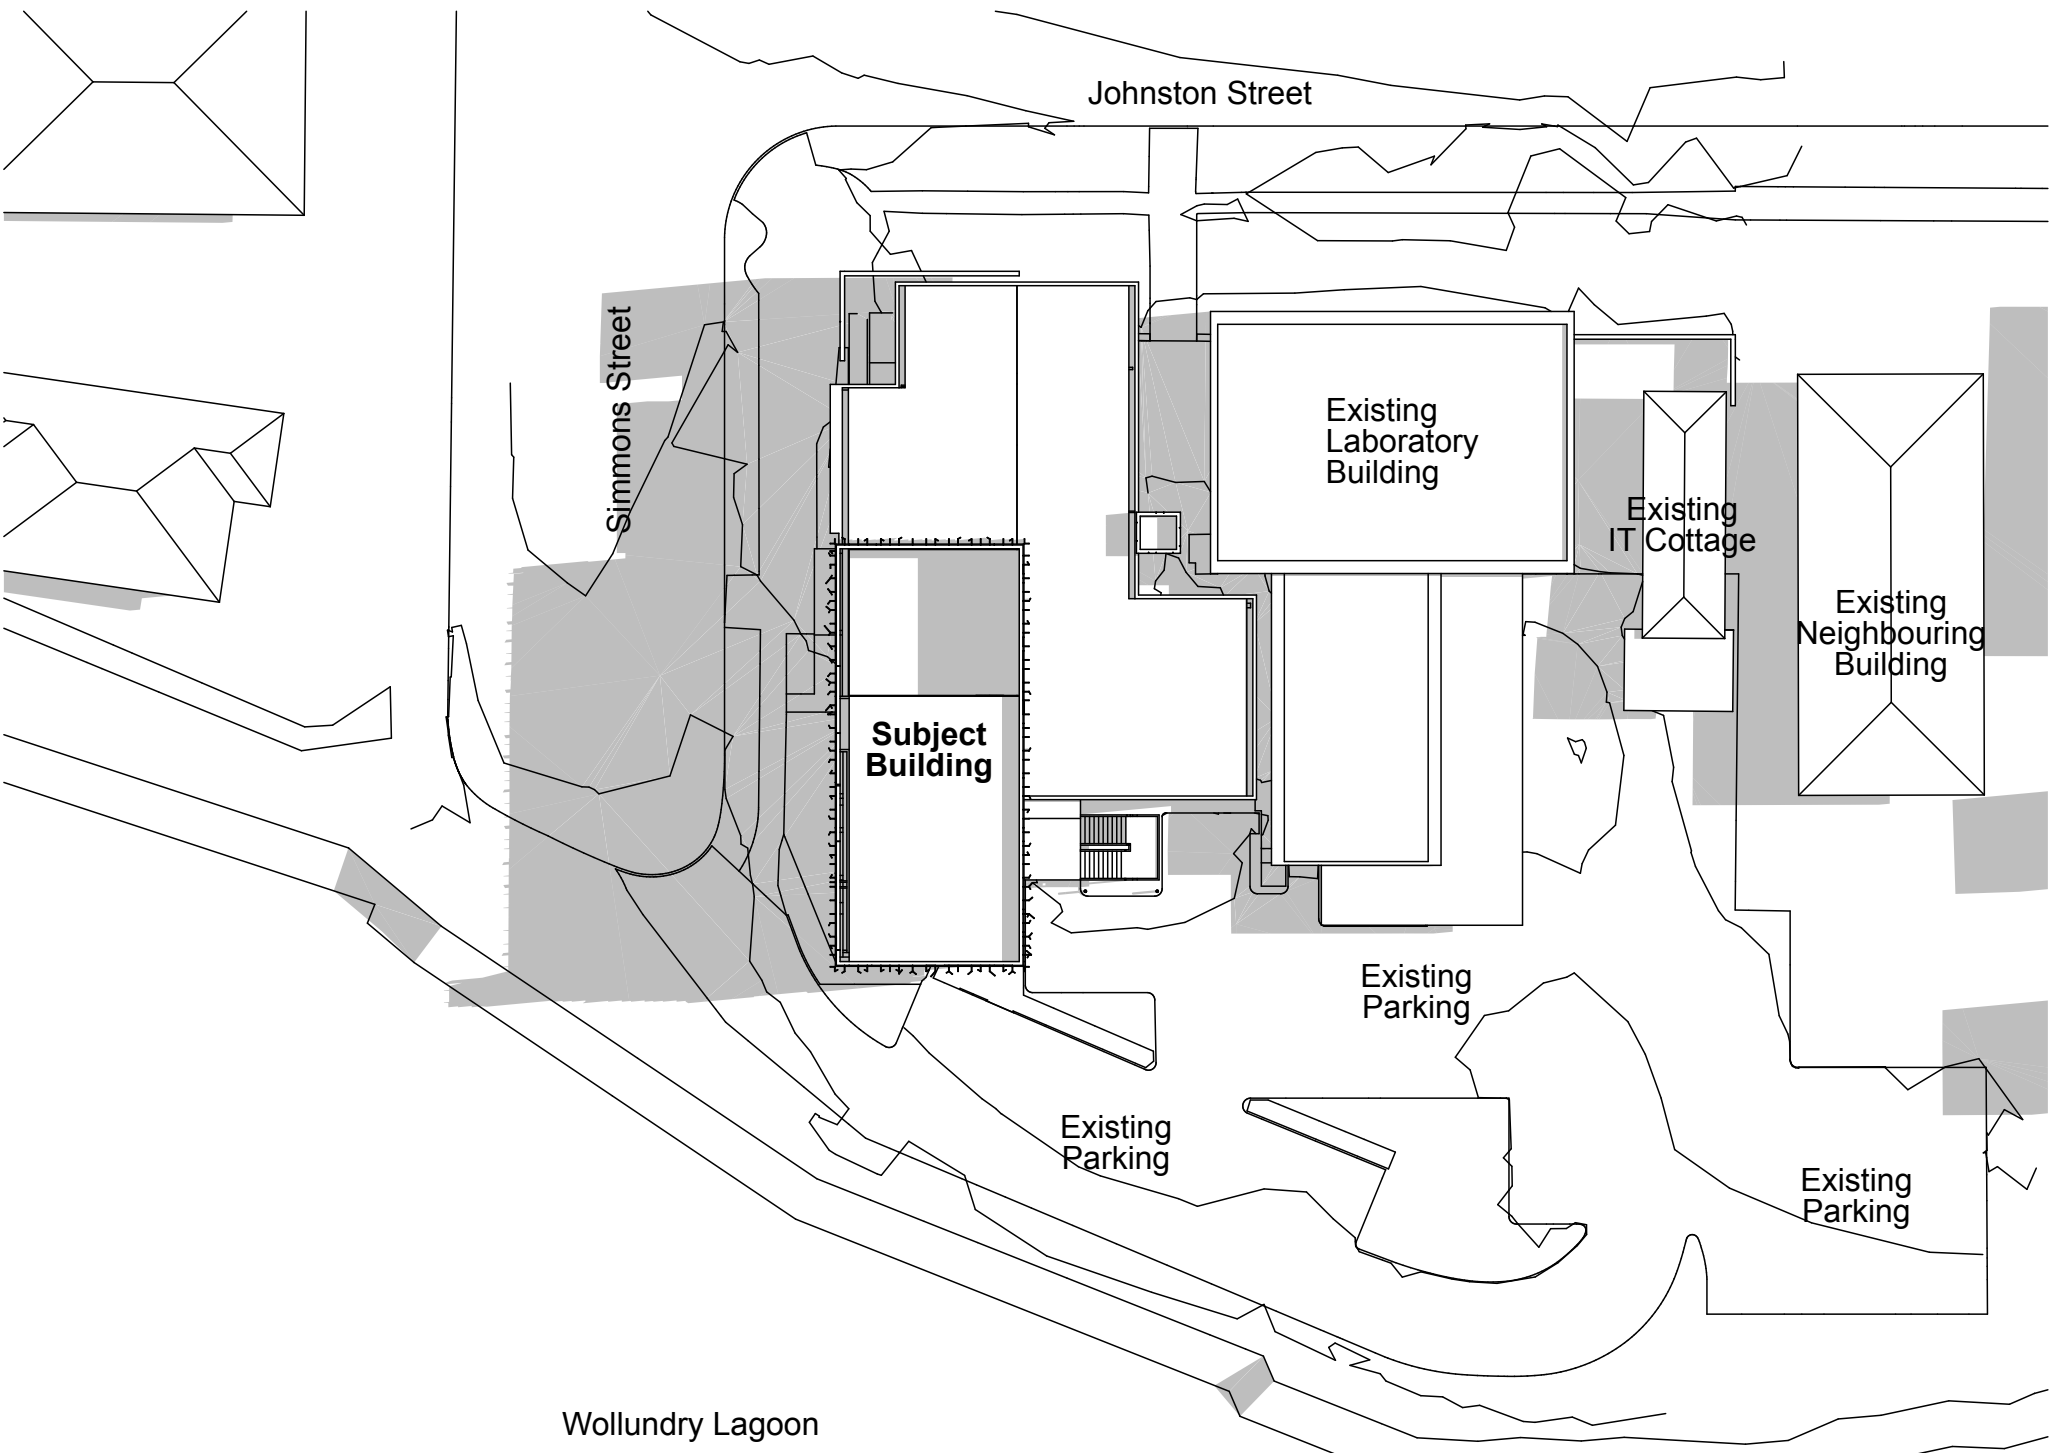 Johnston Street
Simmons Street
Existing
Laboratory
Building
Existing
IT Cottage
Existing
Neighbouring
Building
Subject
Building
Existing
Parking
Existing
Parking
Existing
Parking
Wollundry Lagoon